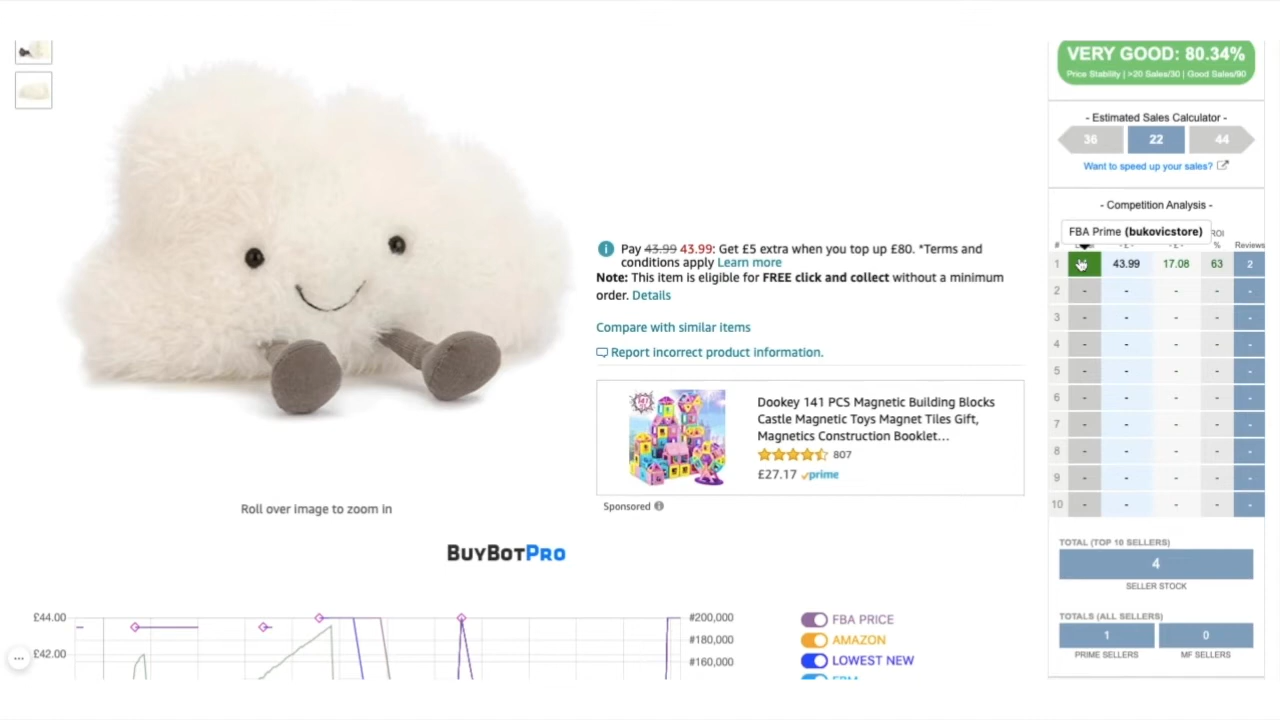 VERY GOOD: 80.34%
Price Stability | >20 Sales/30 | Good Sales/90
- Estimated Sales Calculator -
36 22 44
Want to speed up your sales?
- Competition Analysis -
FBA Prime (bukovicstore)
ROI
# - £ - - £ - % Reviews
1 43.99 17.08 63 2
2 - - - - -
3 - - - - -
4 - - - - -
5 - - - - -
6 - - - - -
7 - - - - -
8 - - - - -
9 - - - - -
10 - - - - -
TOTAL (TOP 10 SELLERS)
4
SELLER STOCK
TOTALS (ALL SELLERS)
1 0
PRIME SELLERS MF SELLERS
Pay 43.99 43.99: Get £5 extra when you top up £80. *Terms and
conditions apply Learn more
Note: This item is eligible for FREE click and collect without a minimum
order. Details
Compare with similar items
Report incorrect product information.
Dookey 141 PCS Magnetic Building Blocks
Castle Magnetic Toys Magnet Tiles Gift,
Magnetics Construction Booklet...
807
£27.17 prime
Sponsored
Roll over image to zoom in
BUYBOTPRO
£44.00
£42.00
#200,000
#180,000
#160,000
FBA PRICE
AMAZON
LOWEST NEW